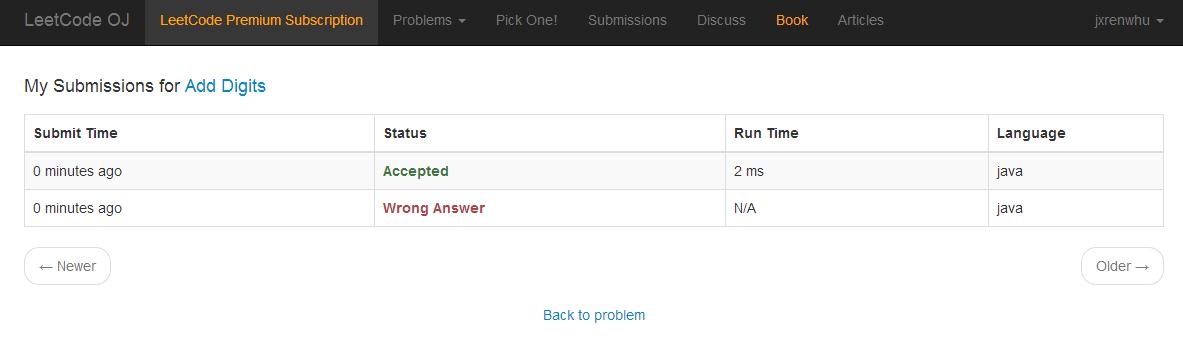 LeetCode OJ LeetCode Premium Subscription Problems Pick One! Submissions Discuss Book Articles jxrenwhu
My Submissions for Add Digits
Submit Time Status Run Time Language
0 minutes ago Accepted 2 ms java
0 minutes ago Wrong Answer N/A java
← Newer Older →
Back to problem